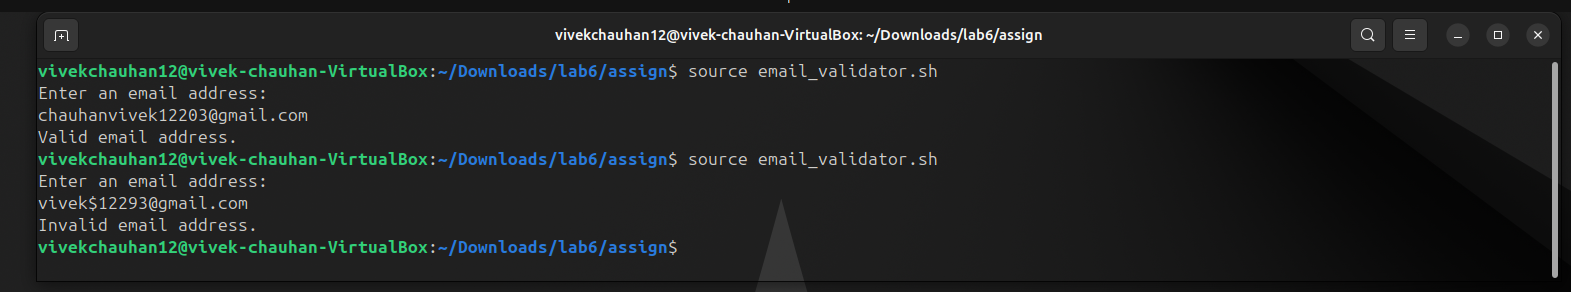 vivekchauhan12@vivek-chauhan-VirtualBox: ~/Downloads/lab6/assign
vivekchauhan12@vivek-chauhan-VirtualBox:~/Downloads/lab6/assign$ source email_validator.sh
Enter an email address:
chauhanvivek12203@gmail.com
Valid email address.
vivekchauhan12@vivek-chauhan-VirtualBox:~/Downloads/lab6/assign$ source email_validator.sh
Enter an email address:
vivek$12293@gmail.com
Invalid email address.
vivekchauhan12@vivek-chauhan-VirtualBox:~/Downloads/lab6/assign$